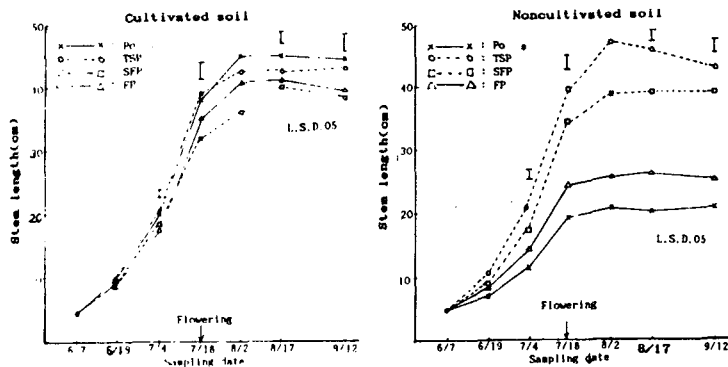 Cultivated soil
50
40
30
20
10
Stem length(cm)
: Po
: TSP
: SFP
: FP
L.S.D.05
Flowering
6/7 6/19 7/4 7/18 8/2 8/17 9/12
Sampling date
Noncultivated soil
50
40
30
20
10
Stem length(cm)
: Po
: TSP
: SFP
: FP
L.S.D.05
Flowering
6/7 6/19 7/4 7/18 8/2 8/17 9/12
Sampling date